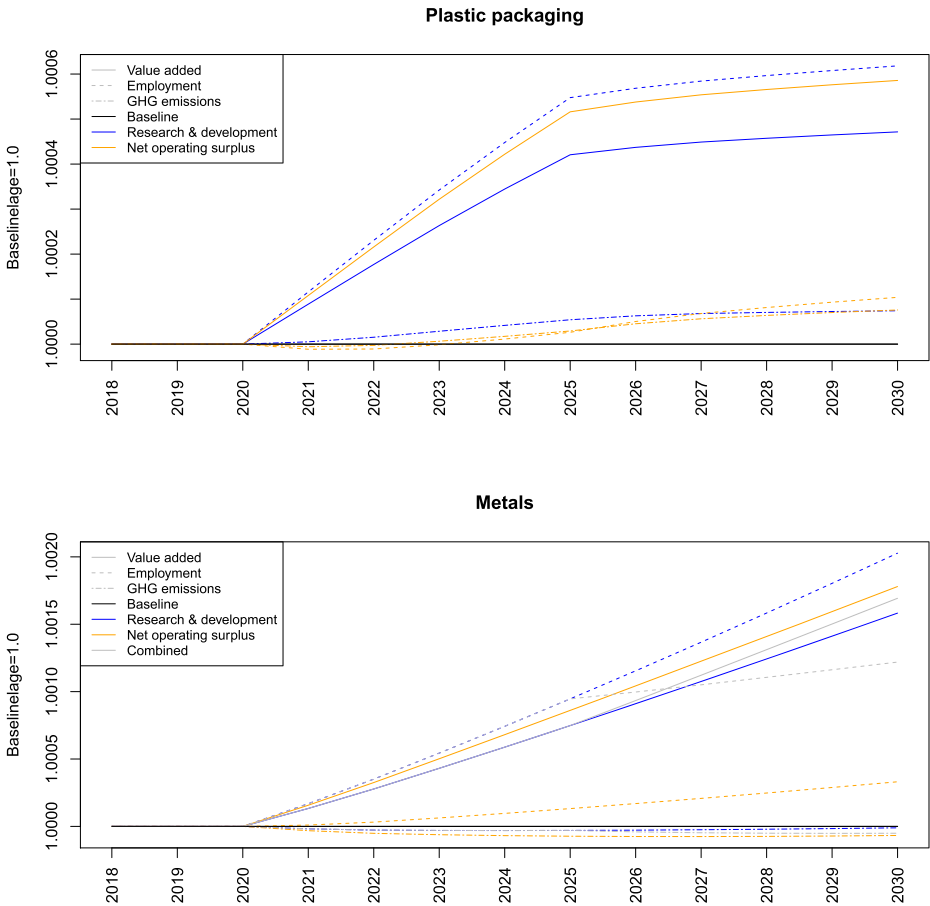 Plastic packaging
Value added
Employment
GHG emissions
Baseline
Research & development
Net operating surplus
Baselinelage=1.0
1.0006
1.0004
1.0002
1.0000
2018 2019 2020 2021 2022 2023 2024 2025 2026 2027 2028 2029 2030
Metals
Value added
Employment
GHG emissions
Baseline
Research & development
Net operating surplus
Combined
Baselinelage=1.0
1.0020
1.0015
1.0010
1.0005
1.0000
2018 2019 2020 2021 2022 2023 2024 2025 2026 2027 2028 2029 2030